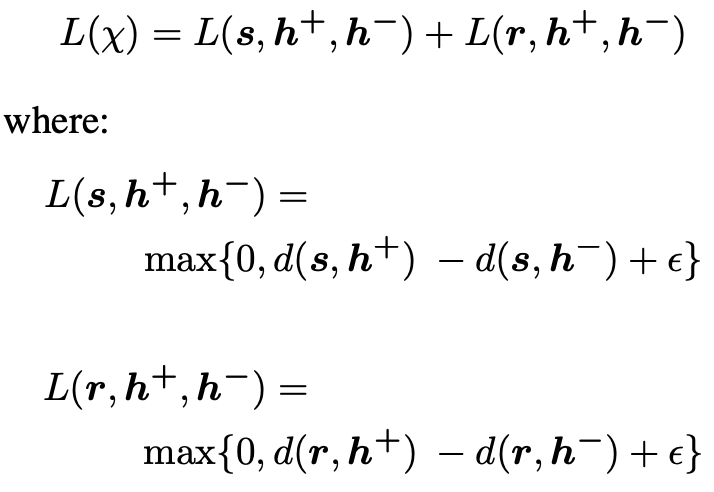 L(χ) = L(s, h⁺, h⁻) + L(r, h⁺, h⁻)
where:
L(s, h⁺, h⁻) =
max{0, d(s, h⁺) − d(s, h⁻) + ϵ}
L(r, h⁺, h⁻) =
max{0, d(r, h⁺) − d(r, h⁻) + ϵ}